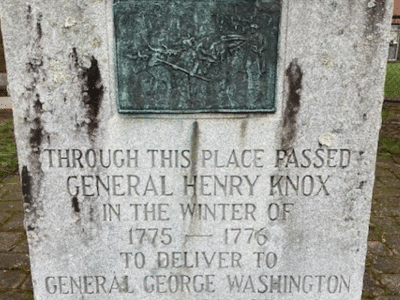 THROUGH THIS PLACE PASSED
GENERAL HENRY KNOX
IN THE WINTER OF
1775 — 1776
TO DELIVER TO
GENERAL GEORGE WASHINGTON